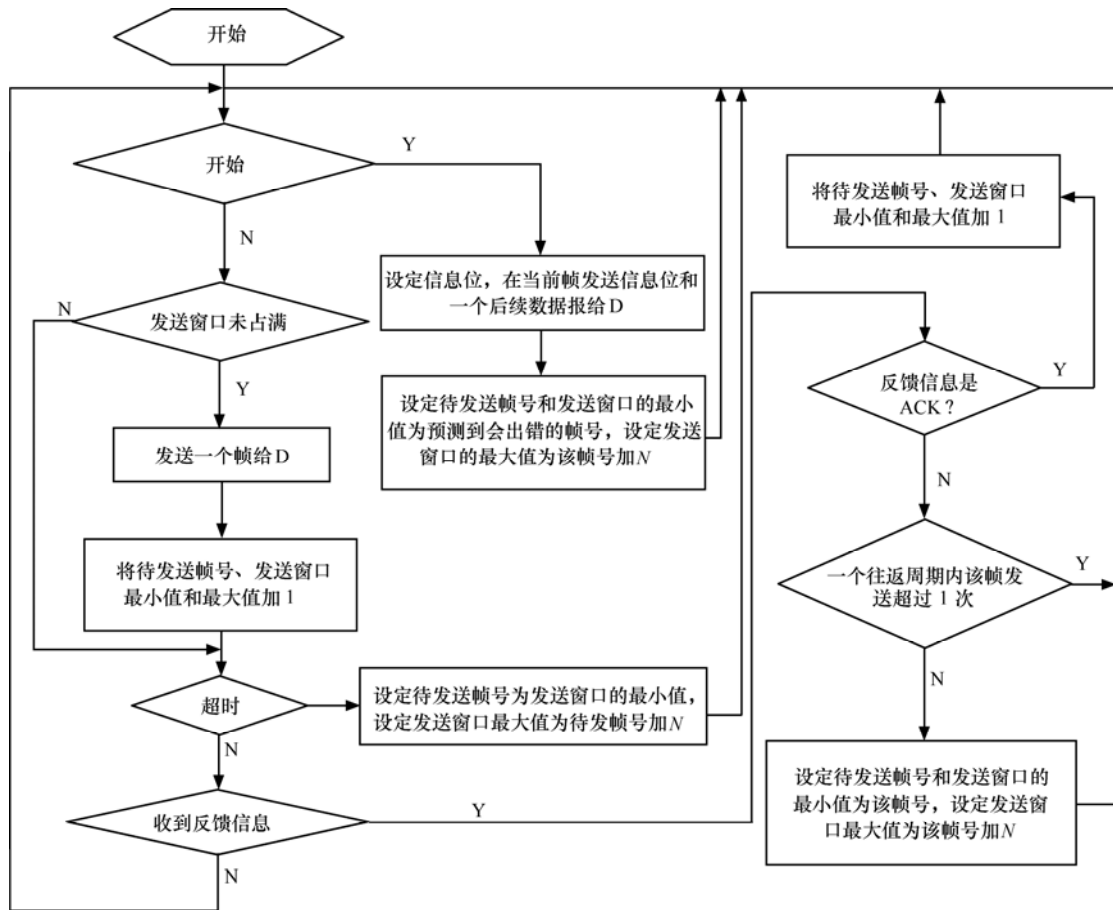 开始
开始
Y
N
设定信息位，在当前帧发送信息位和
一个后续数据报给D
发送窗口未占满
N
Y
设定待发送帧号和发送窗口的最小
值为预测到会出错的帧号，设定发送
窗口的最大值为该帧号加N
发送一个帧给D
将待发送帧号、发送窗口
最小值和最大值加1
超时
N
设定待发送帧号为发送窗口的最小值，
设定发送窗口最大值为待发帧号加N
收到反馈信息
Y
N
将待发送帧号、发送窗口
最小值和最大值加1
反馈信息是
ACK？
Y
N
一个往返周期内该帧发
送超过1次
Y
N
设定待发送帧号和发送窗口的
最小值为该帧号，设定发送窗
口最大值为该帧号加N